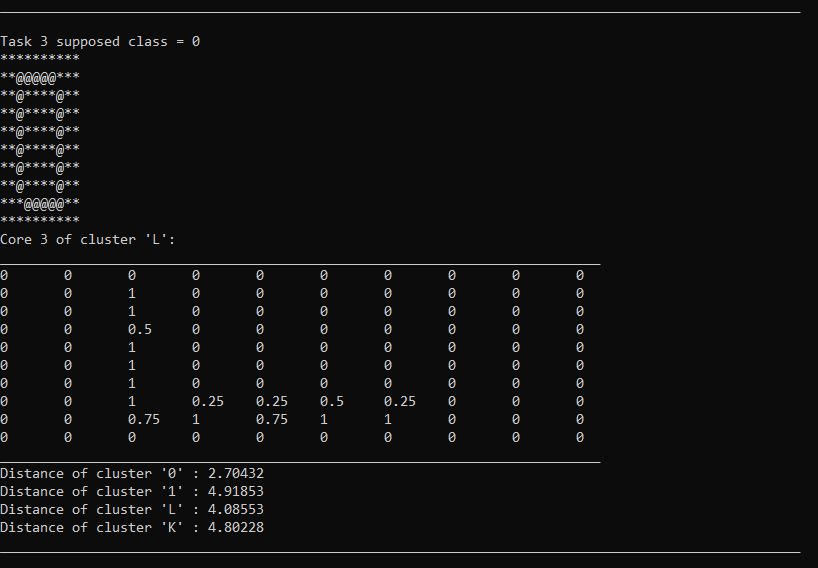 Task 3 supposed class = 0
**********
**@@@@@***
**@****@**
**@****@**
**@****@**
**@****@**
**@****@**
**@****@**
***@@@@@**
**********
Core 3 of cluster 'L':
0 0 0 0 0 0 0 0 0 0
0 0 1 0 0 0 0 0 0 0
0 0 1 0 0 0 0 0 0 0
0 0 0.5 0 0 0 0 0 0 0
0 0 1 0 0 0 0 0 0 0
0 0 1 0 0 0 0 0 0 0
0 0 1 0 0 0 0 0 0 0
0 0 1 0.25 0.25 0.5 0.25 0 0 0
0 0 0.75 1 0.75 1 1 0 0 0
0 0 0 0 0 0 0 0 0 0
Distance of cluster '0' : 2.70432
Distance of cluster '1' : 4.91853
Distance of cluster 'L' : 4.08553
Distance of cluster 'K' : 4.80228